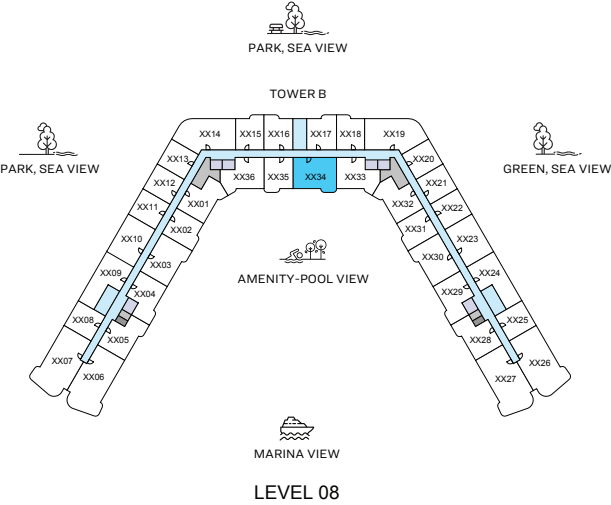 PARK, SEA VIEW
TOWER B
XX14 XX15 XX16 XX17 XX18 XX19
PARK, SEA VIEW
GREEN, SEA VIEW
XX13
XX20
XX12
XX36 XX35 XX34 XX33
XX21
XX11
XX01
XX32
XX22
XX02
XX31
XX10
XX23
XX03
XX30
XX09
XX24
AMENITY-POOL VIEW
XX04
XX29
XX08
XX25
XX05
XX28
XX07
XX26
XX06
XX27
MARINA VIEW
LEVEL 08